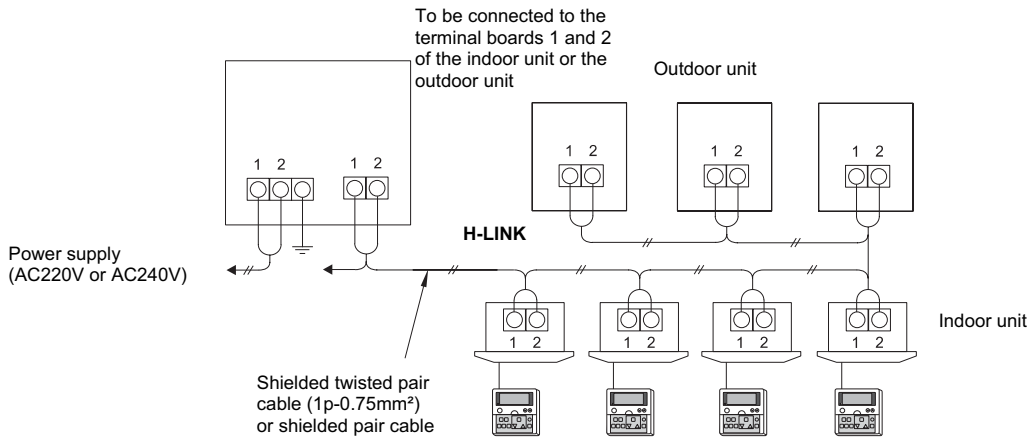 To be connected to the
terminal boards 1 and 2
of the indoor unit or the
outdoor unit
Outdoor unit
1 2
1 2
1 2
1 2
1 2
H-LINK
Power supply
(AC220V or AC240V)
1 2
1 2
1 2
1 2
Indoor unit
Shielded twisted pair
cable (1p-0.75mm²)
or shielded pair cable